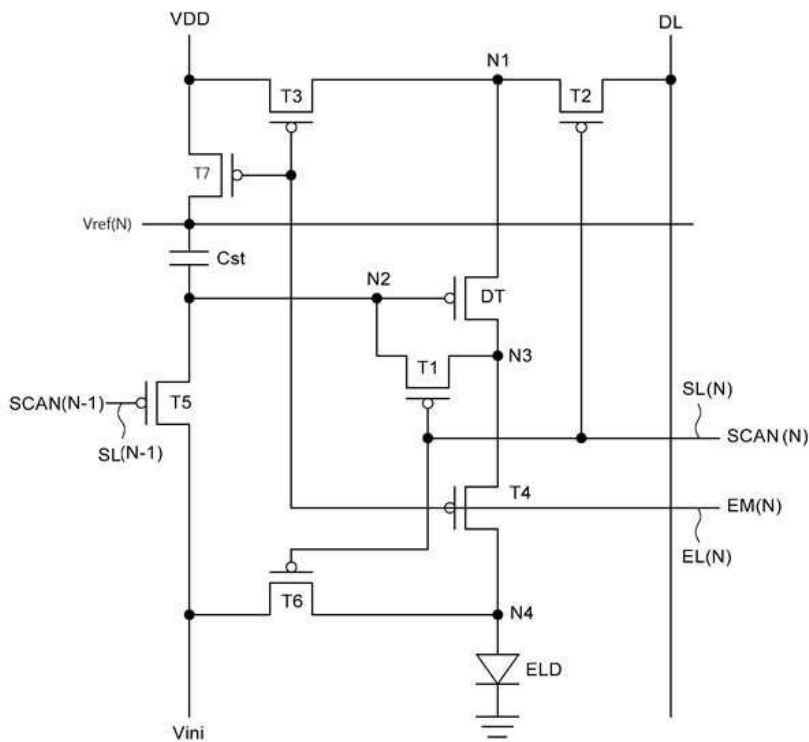 VDD
DL
N1
T3
T2
T7
Vref(N)
Cst
N2
DT
T1
N3
SCAN(N-1)
T5
SL(N-1)
SL(N)
SCAN(N)
T4
EM(N)
EL(N)
T6
N4
ELD
Vini